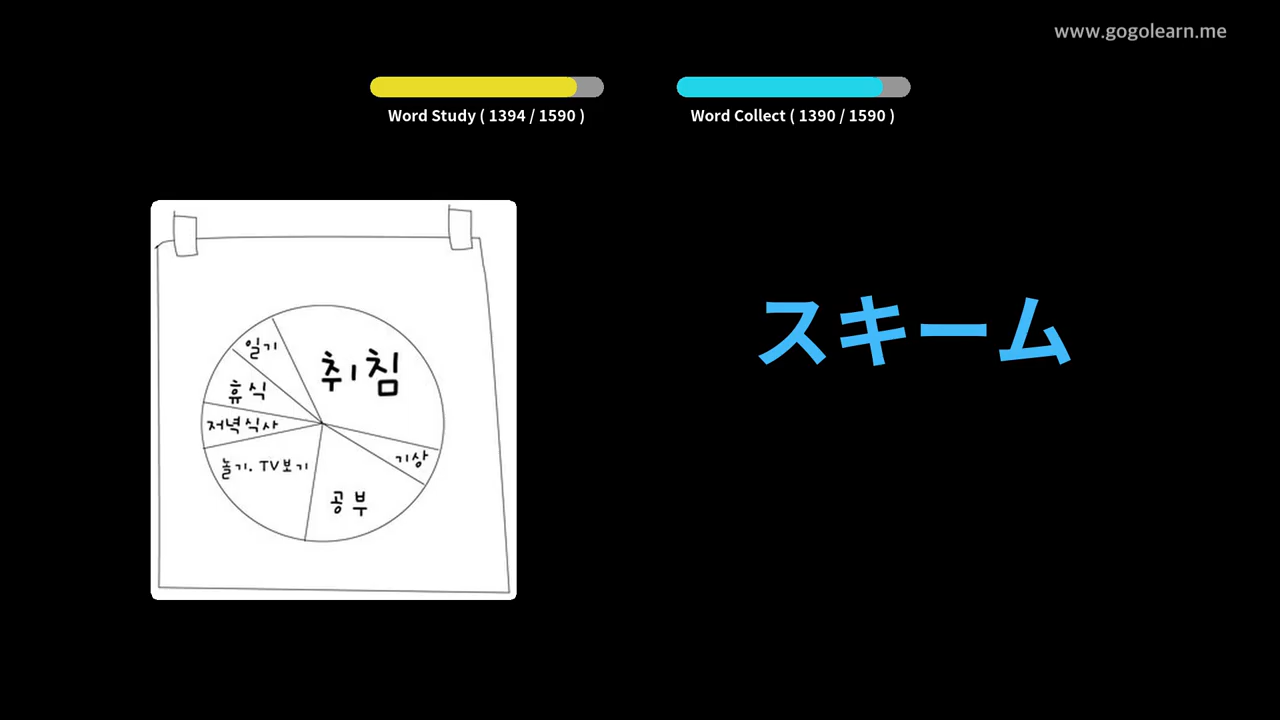 www.gogolearn.me
Word Study ( 1394 / 1590 )
Word Collect ( 1390 / 1590 )
일기
취침
휴식
저녁식사
놀기. TV보기
기상
공부
スキーム